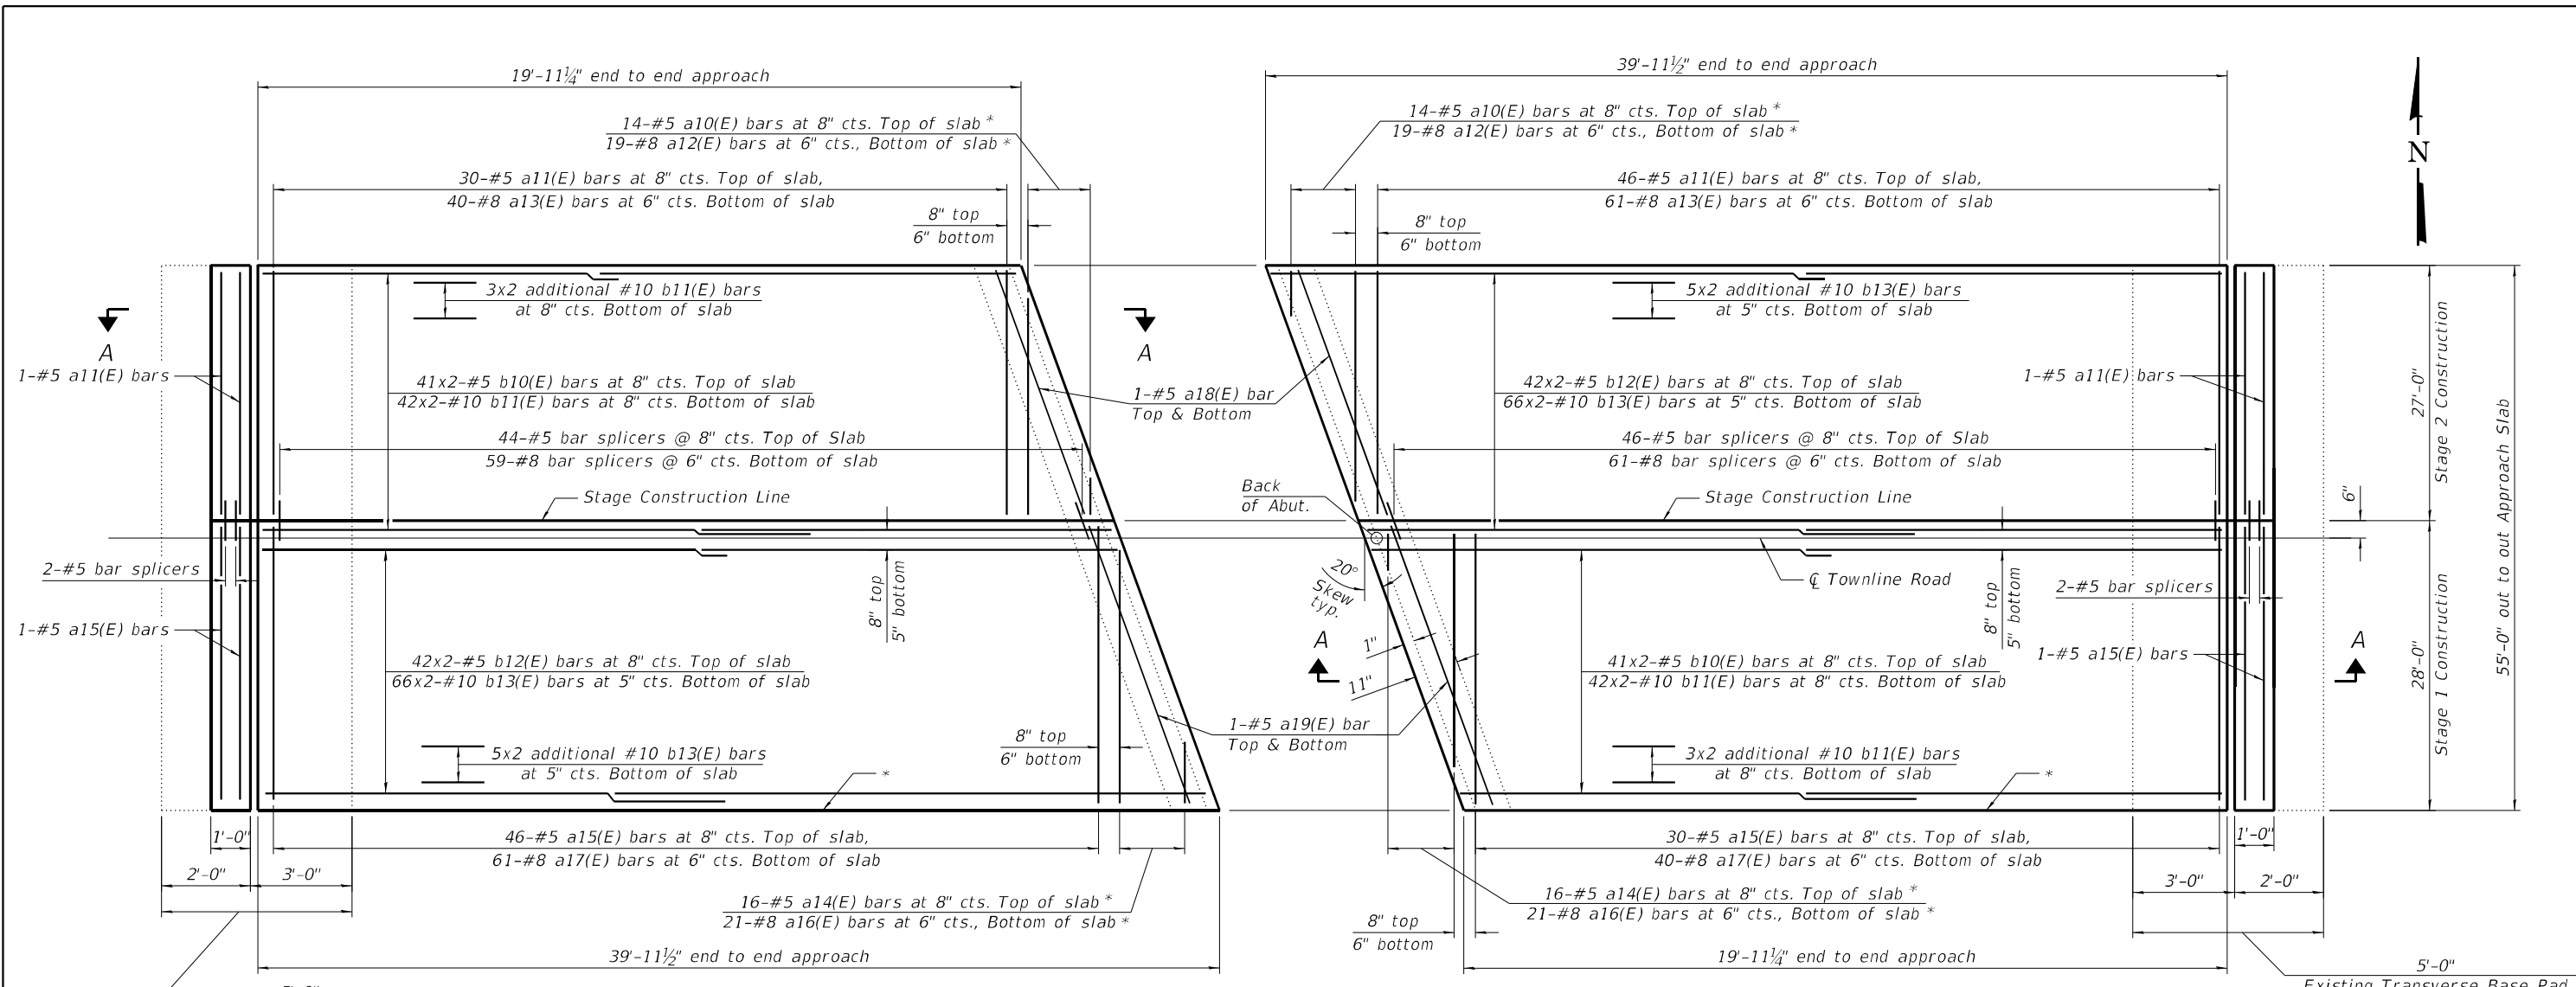 19'-11¼" end to end approach
14-#5 a10(E) bars at 8" cts. Top of slab *
19-#8 a12(E) bars at 6" cts., Bottom of slab *
30-#5 a11(E) bars at 8" cts. Top of slab,
40-#8 a13(E) bars at 6" cts. Bottom of slab
8" top
6" bottom
3x2 additional #10 b11(E) bars
at 8" cts. Bottom of slab
A
A
1-#5 a11(E) bars
41x2-#5 b10(E) bars at 8" cts. Top of slab
42x2-#10 b11(E) bars at 8" cts. Bottom of slab
1-#5 a18(E) bar
Top & Bottom
44-#5 bar splicers @ 8" cts. Top of Slab
59-#8 bar splicers @ 6" cts. Bottom of slab
Stage Construction Line
2-#5 bar splicers
8" top
5" bottom
1-#5 a15(E) bars
42x2-#5 b12(E) bars at 8" cts. Top of slab
66x2-#10 b13(E) bars at 5" cts. Bottom of slab
1-#5 a19(E) bar
Top & Bottom
8" top
6" bottom
5x2 additional #10 b13(E) bars
at 5" cts. Bottom of slab
*
1'-0"
46-#5 a15(E) bars at 8" cts. Top of slab,
61-#8 a17(E) bars at 6" cts. Bottom of slab
2'-0"
3'-0"
16-#5 a14(E) bars at 8" cts. Top of slab *
21-#8 a16(E) bars at 6" cts., Bottom of slab *
39'-11½" end to end approach
39'-11½" end to end approach
14-#5 a10(E) bars at 8" cts. Top of slab *
19-#8 a12(E) bars at 6" cts., Bottom of slab *
46-#5 a11(E) bars at 8" cts. Top of slab,
61-#8 a13(E) bars at 6" cts. Bottom of slab
8" top
6" bottom
N
5x2 additional #10 b13(E) bars
at 5" cts. Bottom of slab
42x2-#5 b12(E) bars at 8" cts. Top of slab
66x2-#10 b13(E) bars at 5" cts. Bottom of slab
1-#5 a11(E) bars
27'-0"
Stage 2 Construction
46-#5 bar splicers @ 8" cts. Top of Slab
61-#8 bar splicers @ 6" cts. Bottom of slab
Back
of Abut.
Stage Construction Line
6"
55'-0" out to out Approach Slab
20°
Skew
typ.
℄ Townline Road
2-#5 bar splicers
8" top
5" bottom
A
1"
11"
41x2-#5 b10(E) bars at 8" cts. Top of slab
42x2-#10 b11(E) bars at 8" cts. Bottom of slab
1-#5 a15(E) bars
A
28'-0"
Stage 1 Construction
3x2 additional #10 b11(E) bars
at 8" cts. Bottom of slab
*
30-#5 a15(E) bars at 8" cts. Top of slab,
40-#8 a17(E) bars at 6" cts. Bottom of slab
1'-0"
3'-0"
2'-0"
16-#5 a14(E) bars at 8" cts. Top of slab *
21-#8 a16(E) bars at 6" cts., Bottom of slab *
8" top
6" bottom
19'-11¼" end to end approach
5'-0"
Existing Transverse Base Pad